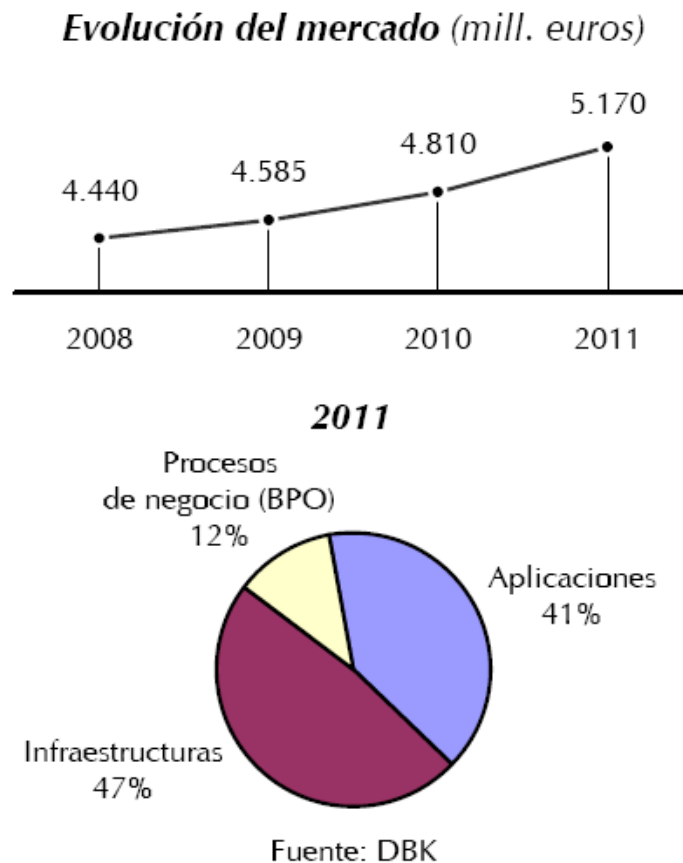 Evolución del mercado (mill. euros)
4.440
4.585
4.810
5.170
2008
2009
2010
2011
2011
Procesos
de negocio (BPO)
12%
Aplicaciones
41%
Infraestructuras
47%
Fuente: DBK